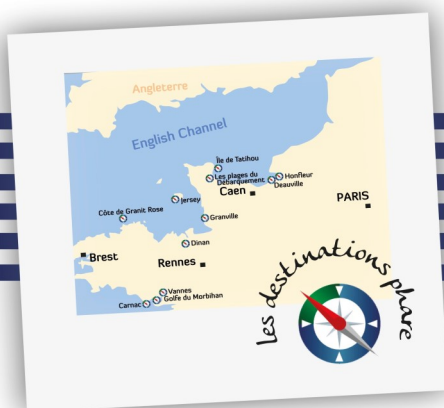 Angleterre
English Channel
Île de Tatihou
Les plages du
Débarquement
Honfleur
Deauville
Caen
PARIS
Jersey
Côte de Granit Rose
Granville
Dinan
Brest
Rennes
Vannes
Golfe du Morbihan
Carnac
les destinations phare